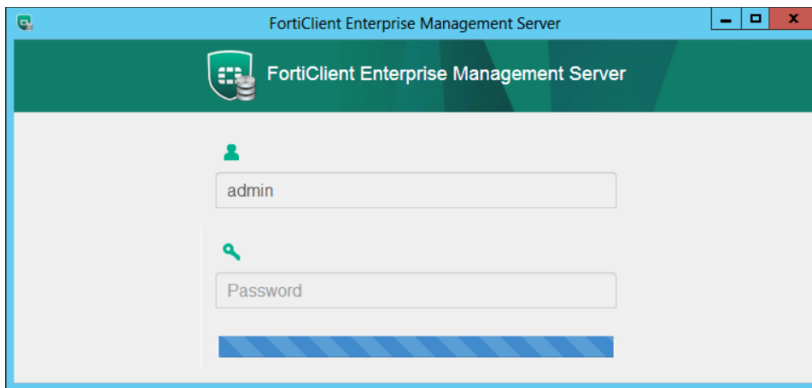 FortiClient Enterprise Management Server
FortiClient Enterprise Management Server
admin
Password